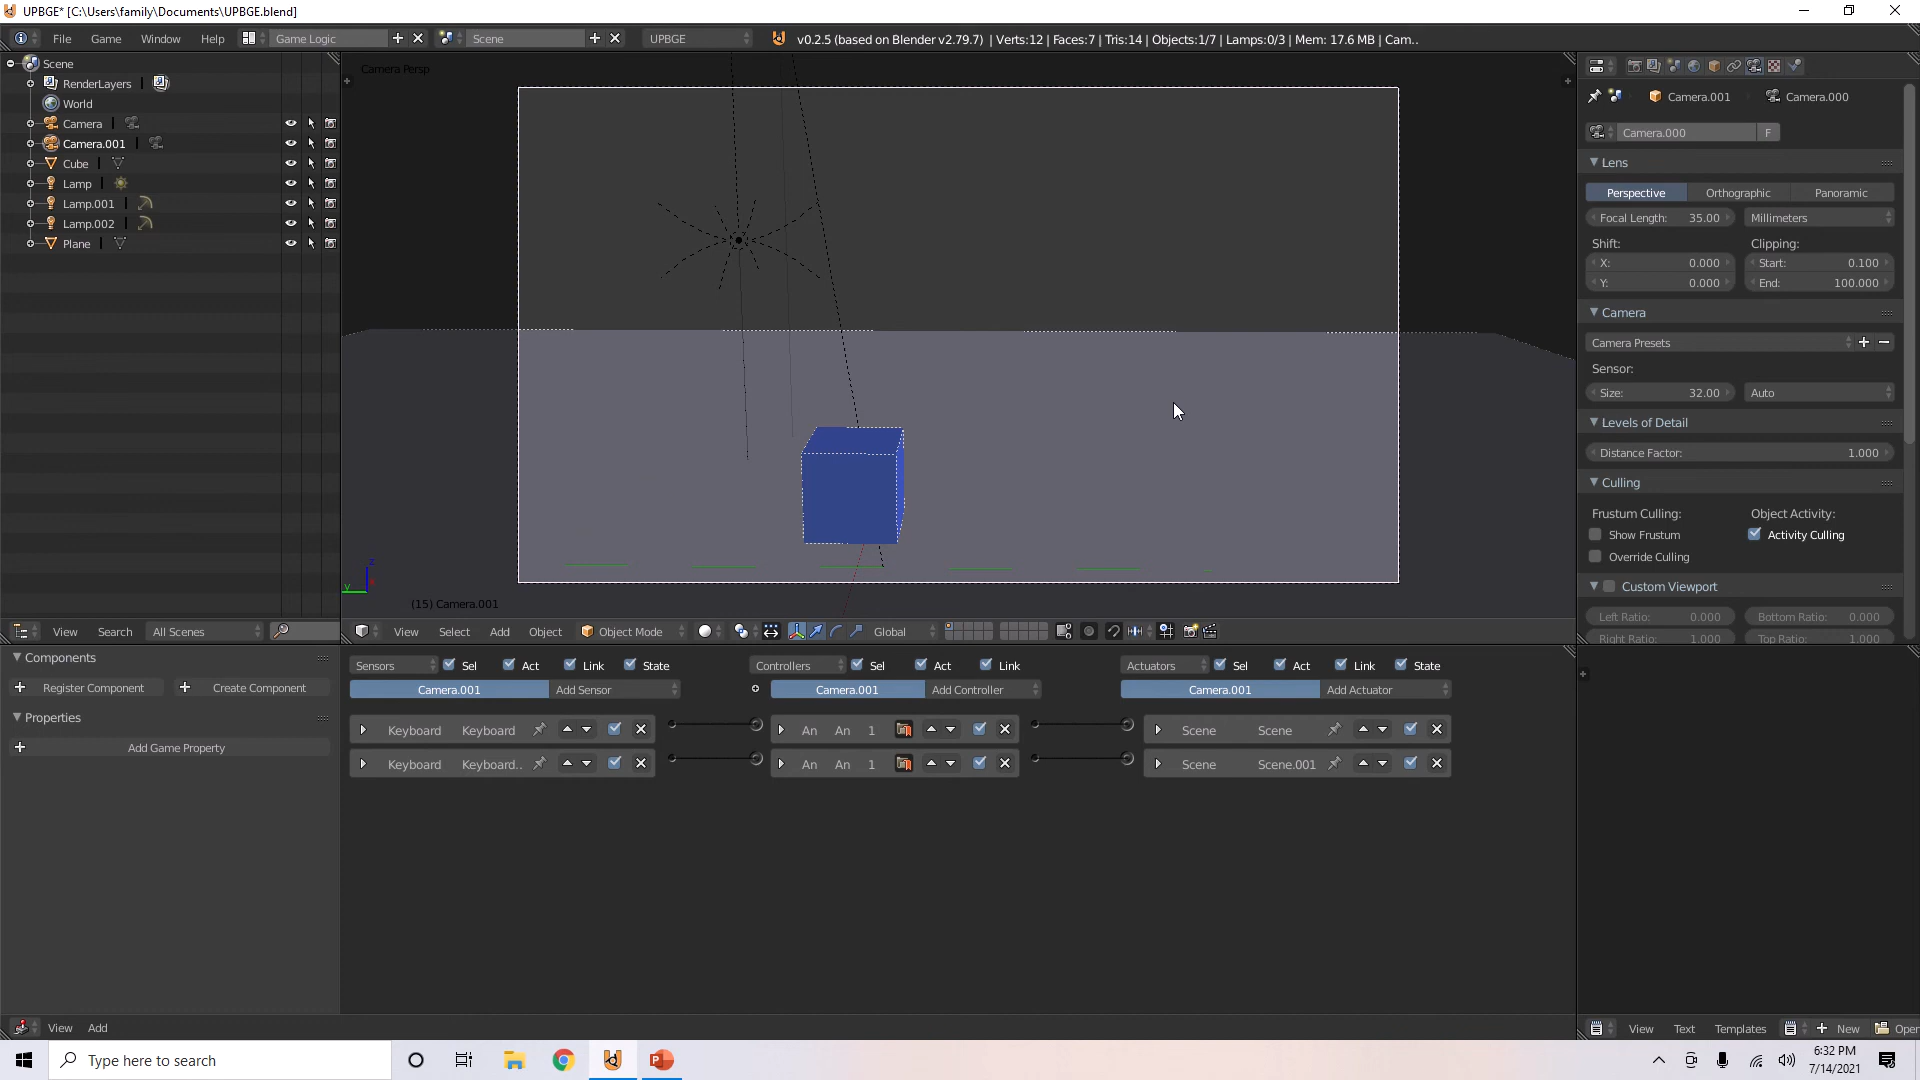 UPBGE* [C:\Users\family\Documents\UPBGE.blend]
File Game Window Help Game Logic Scene UPBGE v0.2.5 (based on Blender v2.79.7) | Verts:12 | Faces:7 | Tris:14 | Objects:1/7 | Lamps:0/3 | Mem: 17.6 MB | Cam..
Scene
RenderLayers
World
Camera
Camera.001
Cube
Lamp
Lamp.001
Lamp.002
Plane
View Search All Scenes
Camera Persp
z
y
(15) Camera.001
View Select Add Object Object Mode Global
Camera.001 Camera.000
Camera.000 F
Lens
Perspective Orthographic Panoramic
Focal Length: 35.00 Millimeters
Shift: Clipping:
X: 0.000 Start: 0.100
Y: 0.000 End: 100.000
Camera
Camera Presets
Sensor:
Size: 32.00 Auto
Levels of Detail
Distance Factor: 1.000
Culling
Frustum Culling: Object Activity:
Show Frustum Activity Culling
Override Culling
Custom Viewport
Left Ratio: 0.000 Bottom Ratio: 0.000
Right Ratio: 1.000 Top Ratio: 1.000
Components
Register Component Create Component
Properties
Add Game Property
View Add
Sensors Sel Act Link State Controllers Sel Act Link Actuators Sel Act Link State
Camera.001 Add Sensor Camera.001 Add Controller Camera.001 Add Actuator
Keyboard Keyboard An An 1 Scene Scene
Keyboard Keyboard.. An An 1 Scene Scene.001
View Text Templates New Oper
Type here to search
6:32 PM
7/14/2021